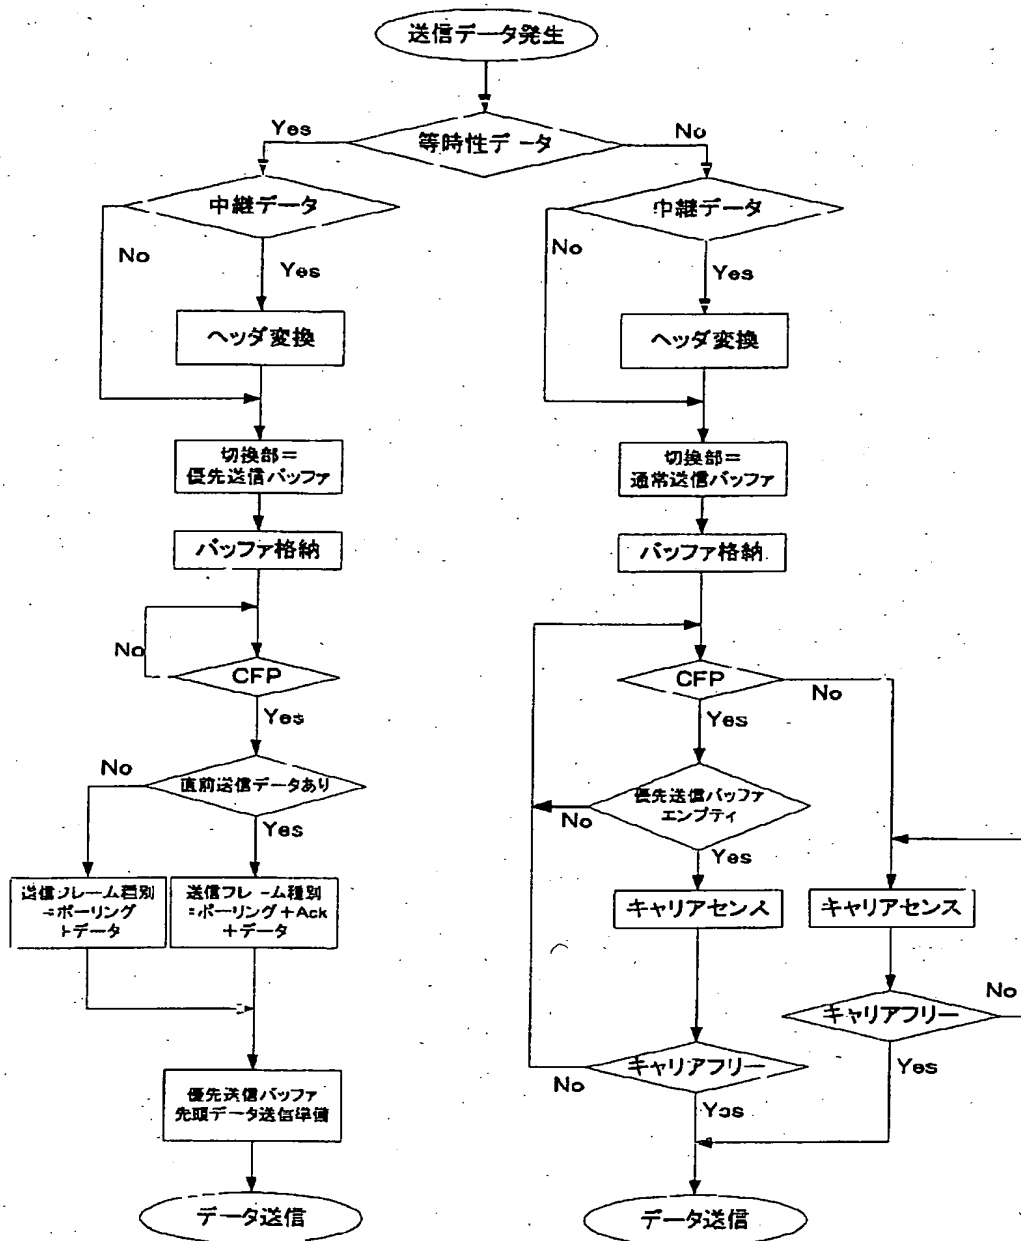 送信データ発生
等時性データ
Yes
No
中継データ
中継データ
No
Yes
No
Yes
ヘッダ変換
ヘッダ変換
切換部=
優先送信バッファ
切換部=
通常送信バッファ
バッファ格納
バッファ格納
No
CFP
Yes
CFP
No
Yes
No
直前送信データあり
Yes
優先送信バッファ
エンプティ
No
Yes
送信フレーム種別
=ポーリング
+データ
送信フレーム種別
=ポーリング+Ack
+データ
キャリアセンス
キャリアセンス
キャリアフリー
No
Yes
キャリアフリー
No
Yes
優先送信バッファ
先頭データ送信準備
データ送信
データ送信